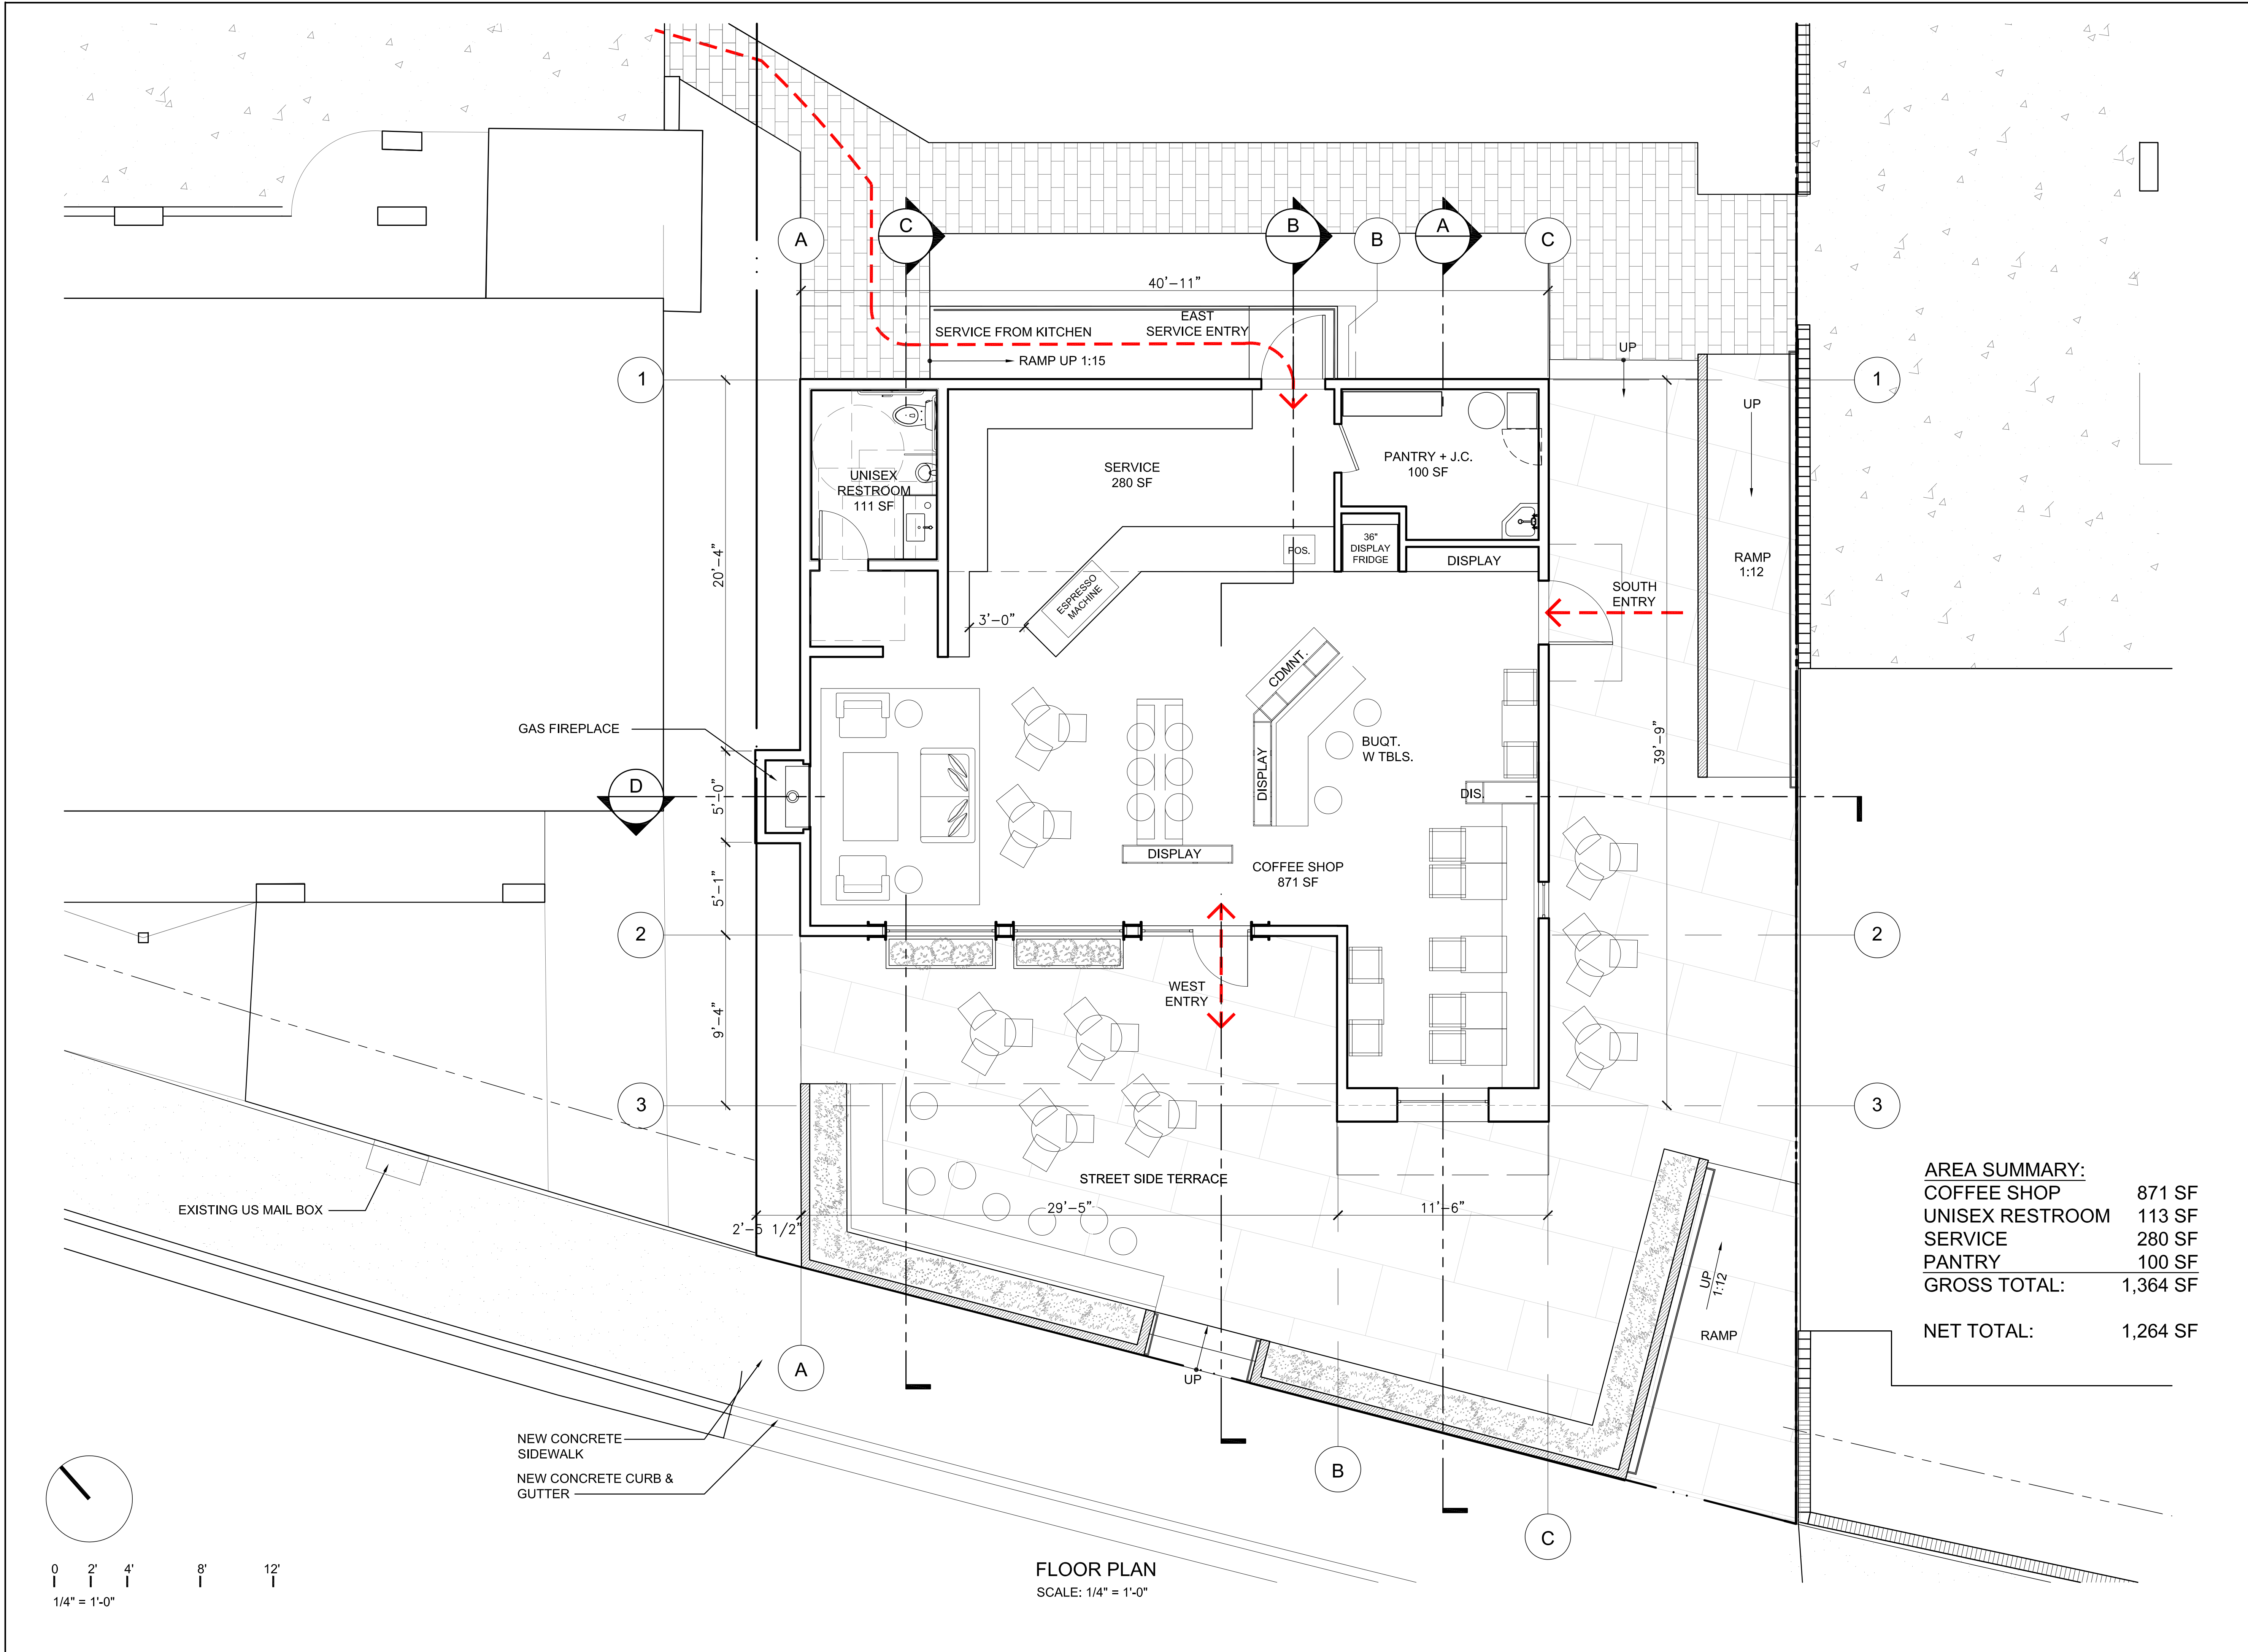 A
C
B
B
A
C
40'-11"
EAST
SERVICE FROM KITCHEN
SERVICE ENTRY
RAMP UP 1:15
UP
1
1
UP
UNISEX
RESTROOM
111 SF
SERVICE
280 SF
PANTRY + J.C.
100 SF
20'-4"
POS.
36"
DISPLAY
FRIDGE
DISPLAY
RAMP
1:12
ESPRESSO
MACHINE
SOUTH
ENTRY
3'-0"
CDMNT.
GAS FIREPLACE
BUQT.
W TBLS.
39'-9"
DISPLAY
D
5'-0"
DIS.
DISPLAY
COFFEE SHOP
871 SF
5'-1"
2
2
WEST
ENTRY
9'-4"
3
3
STREET SIDE TERRACE
EXISTING US MAIL BOX
29'-5"
11'-6"
2'-5 1/2"
AREA SUMMARY:
COFFEE SHOP 871 SF
UNISEX RESTROOM 113 SF
SERVICE 280 SF
PANTRY 100 SF
GROSS TOTAL: 1,364 SF
NET TOTAL: 1,264 SF
UP
1:12
RAMP
A
UP
NEW CONCRETE
SIDEWALK
NEW CONCRETE CURB &
GUTTER
B
C
0 2' 4' 8' 12'
1/4" = 1'-0"
FLOOR PLAN
SCALE: 1/4" = 1'-0"